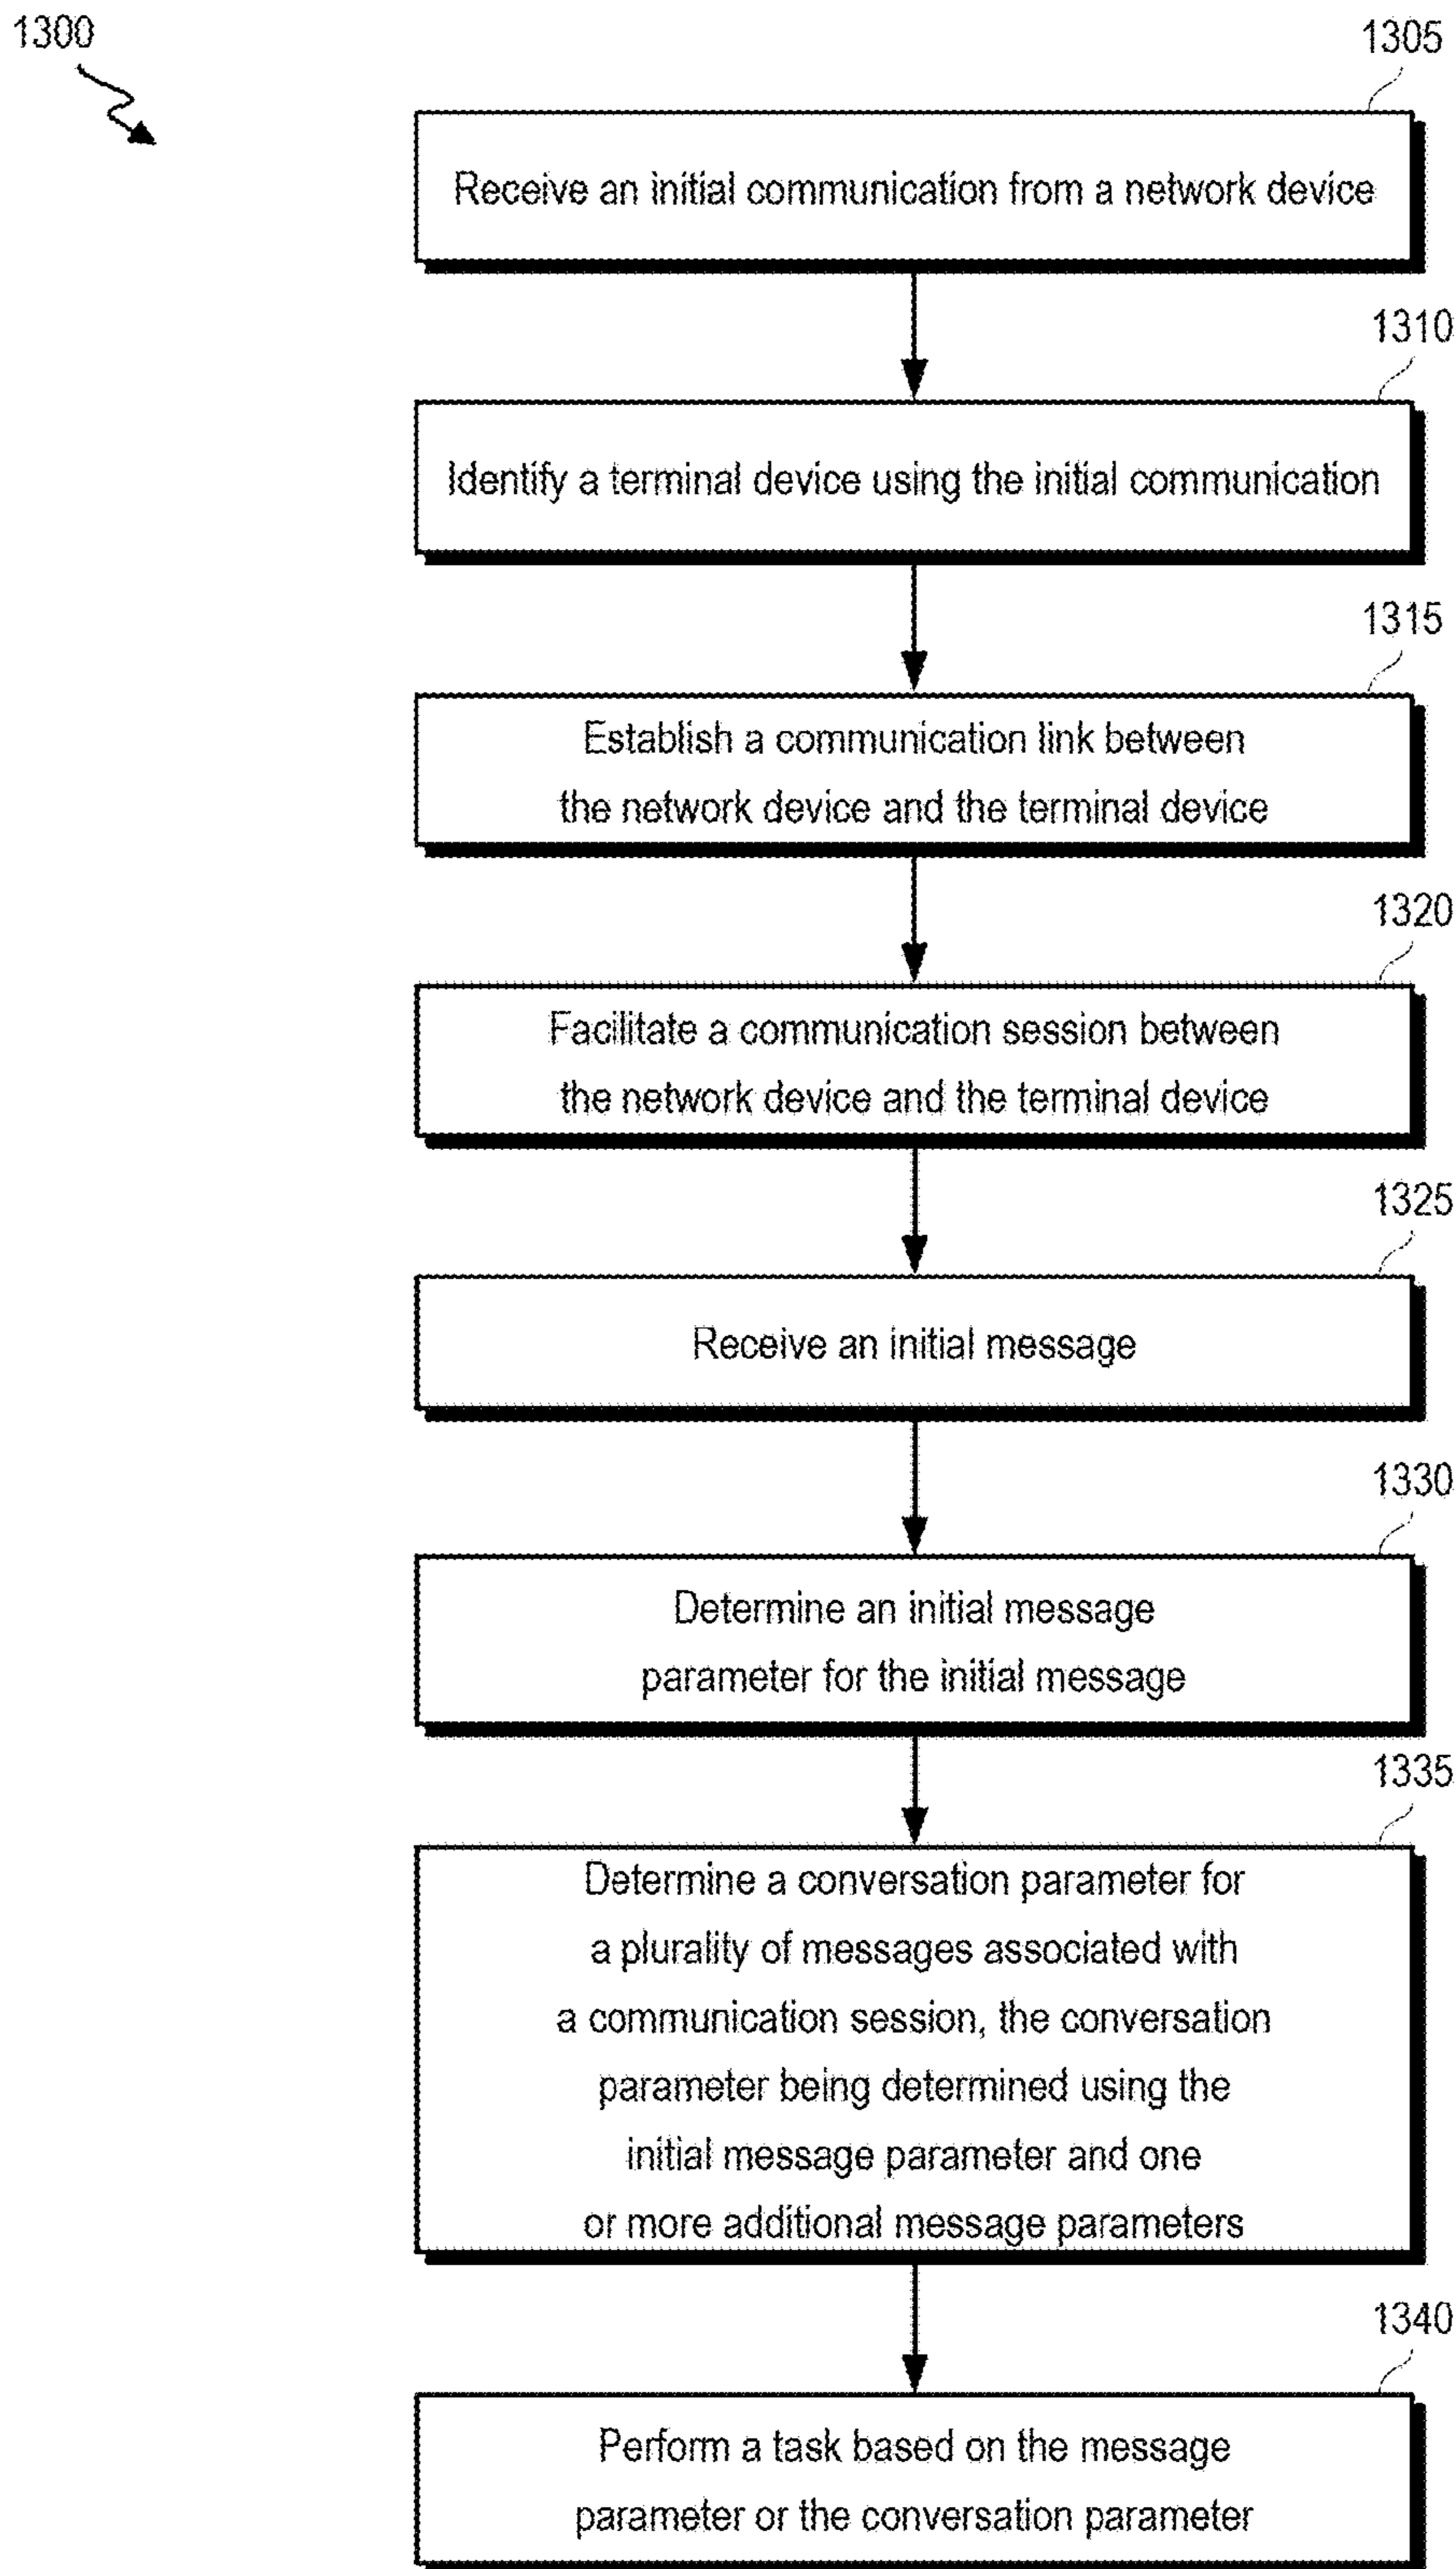 1300
1305
Receive an initial communication from a network device
1310
Identify a terminal device using the initial communication
1315
Establish a communication link between
the network device and the terminal device
1320
Facilitate a communication session between
the network device and the terminal device
1325
Receive an initial message
1330
Determine an initial message
parameter for the initial message
1335
Determine a conversation parameter for
a plurality of messages associated with
a communication session, the conversation
parameter being determined using the
initial message parameter and one
or more additional message parameters
1340
Perform a task based on the message
parameter or the conversation parameter